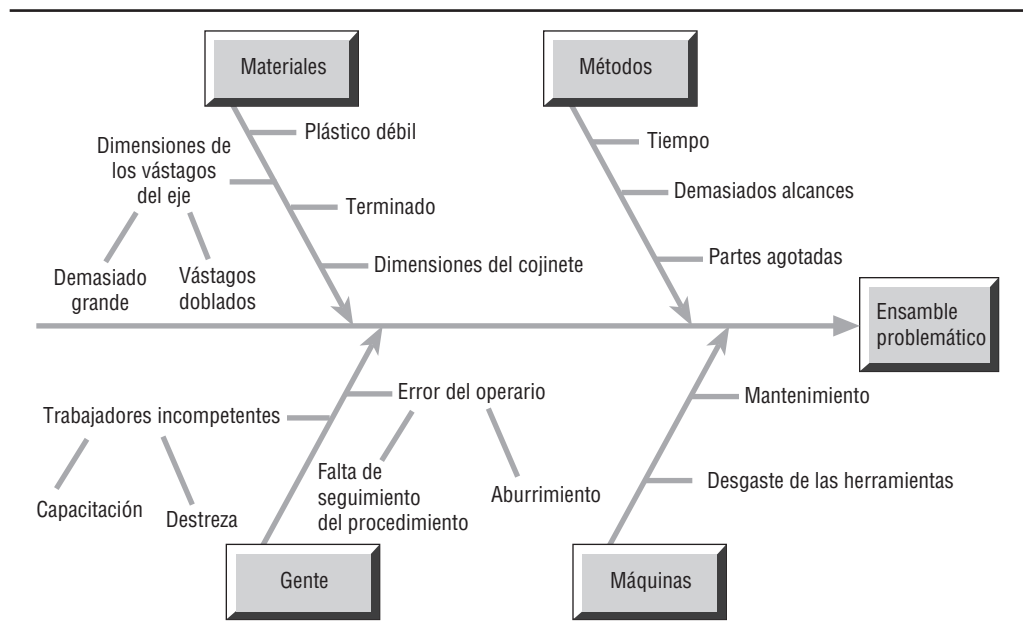 Materiales
Métodos
Plástico débil
Tiempo
Dimensiones de
los vástagos
del eje
Demasiados alcances
Terminado
Dimensiones del cojinete
Partes agotadas
Demasiado
grande
Vástagos
doblados
Ensamble
problemático
Error del operario
Mantenimiento
Trabajadores incompetentes
Falta de
seguimiento
del procedimiento
Aburrimiento
Desgaste de las herramientas
Capacitación
Destreza
Gente
Máquinas